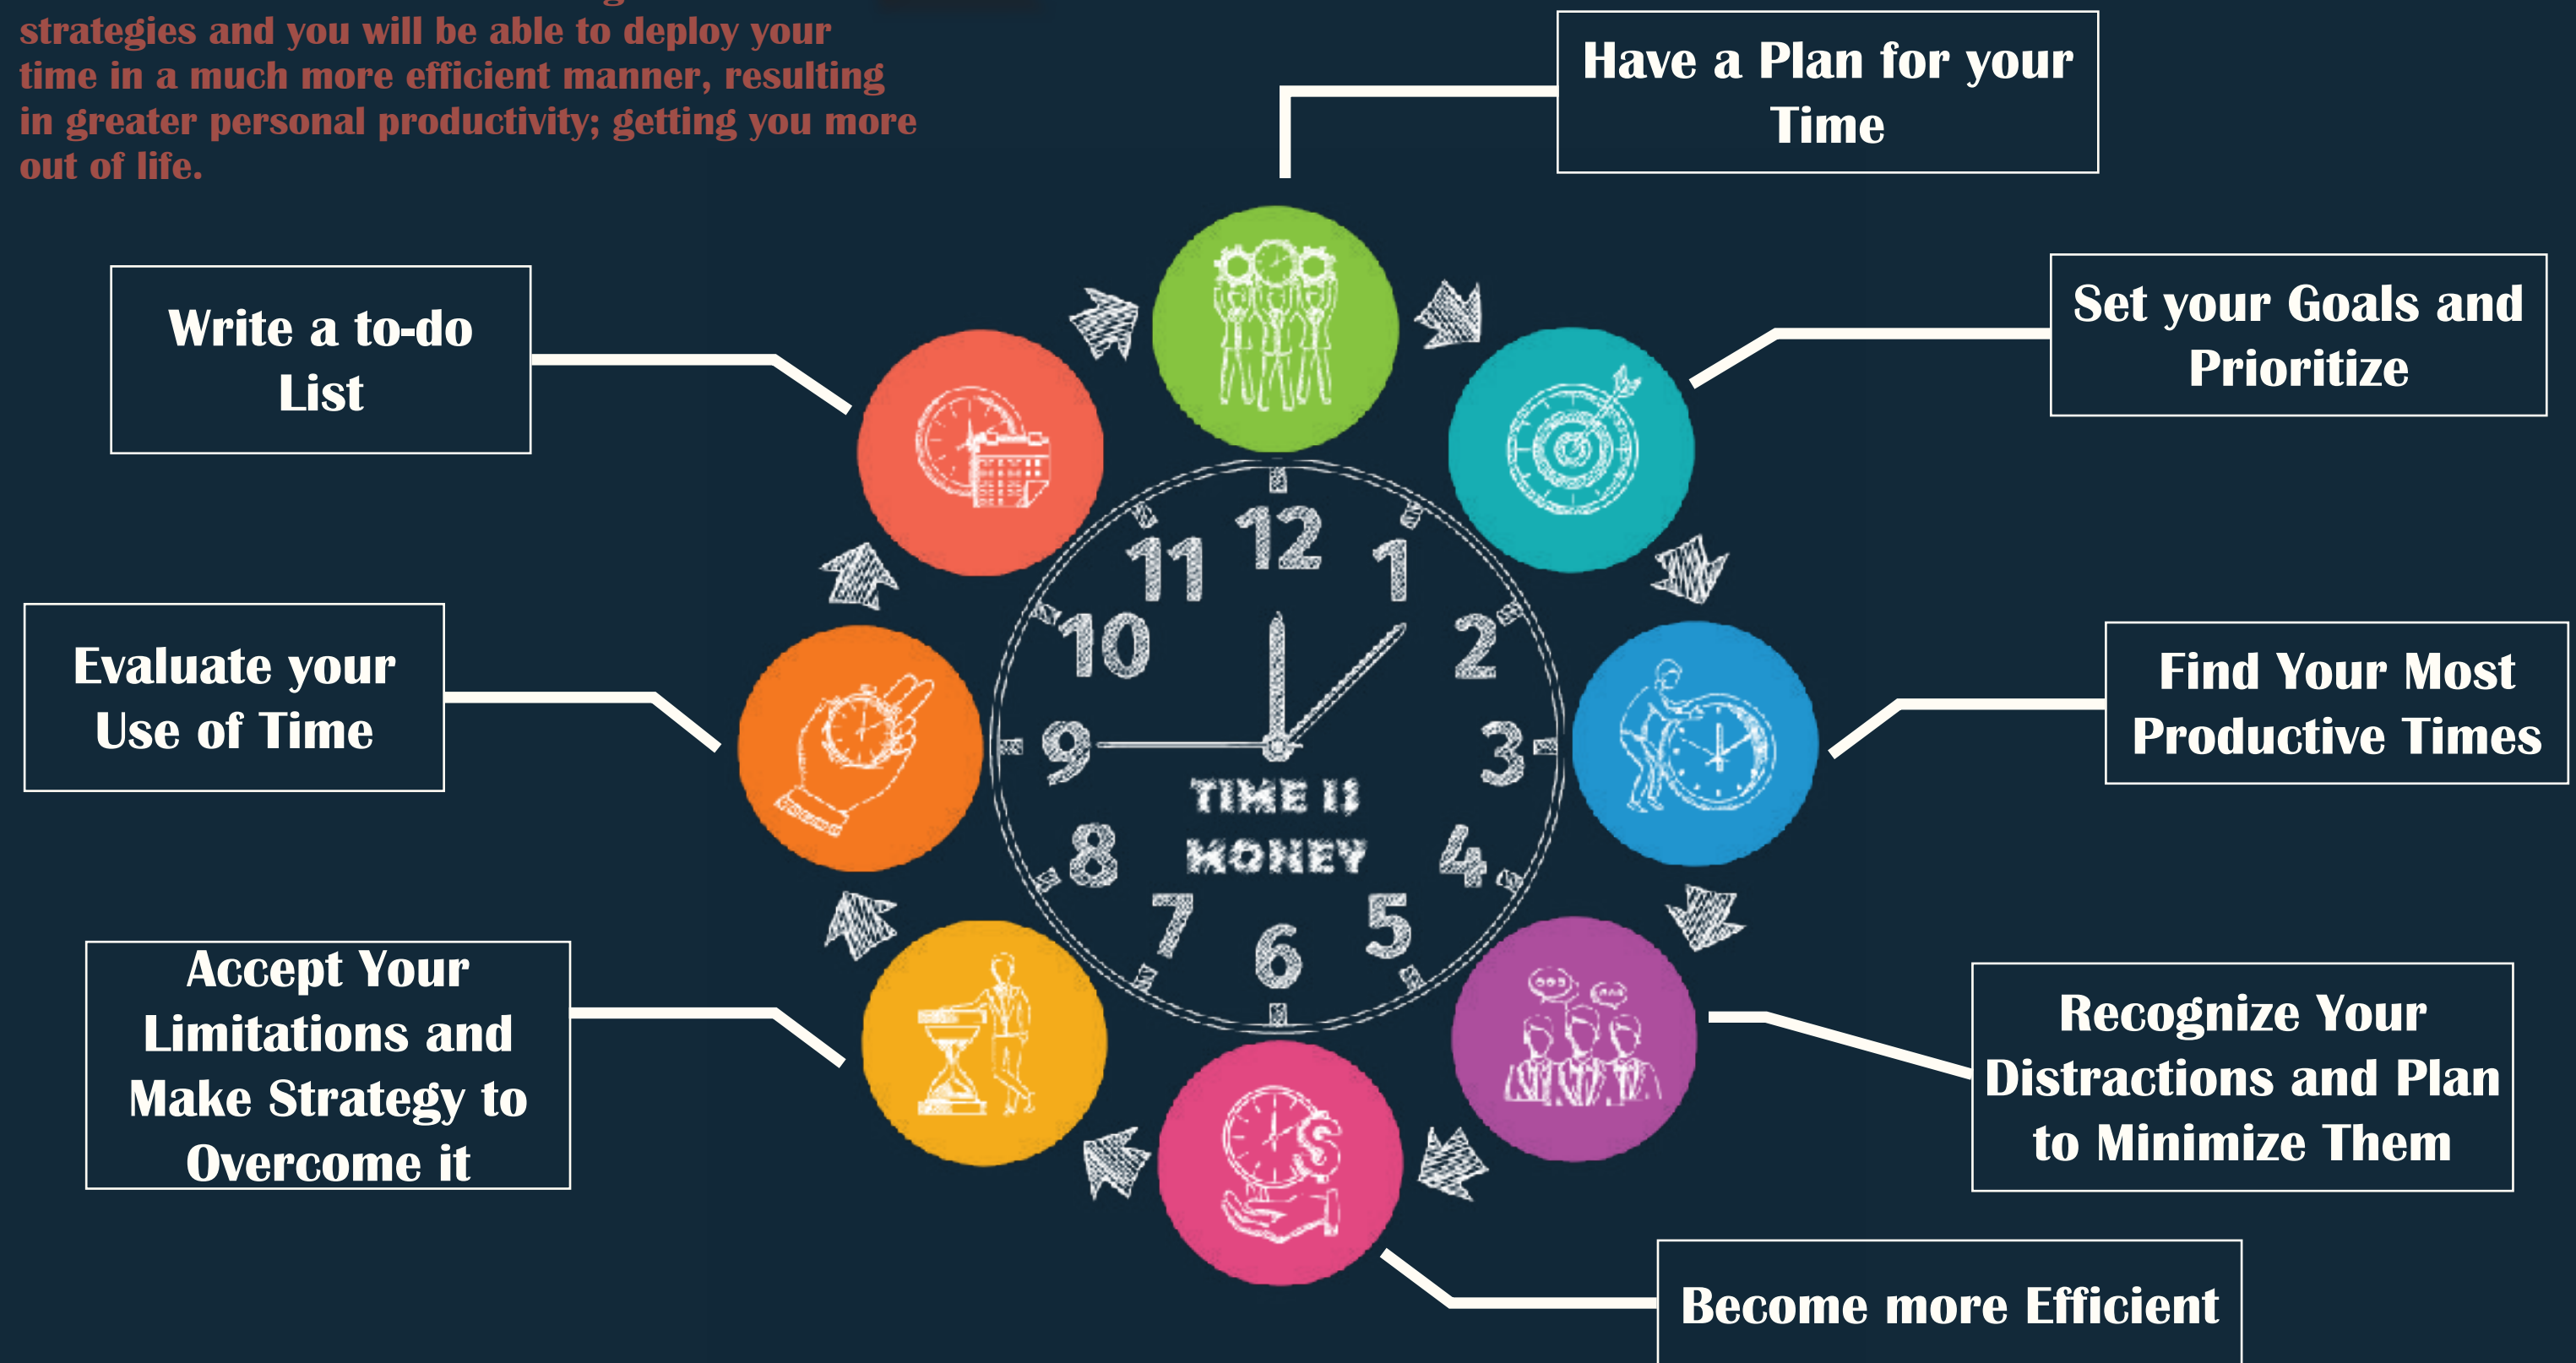 strategies and you will be able to deploy your
time in a much more efficient manner, resulting
in greater personal productivity; getting you more
out of life.
Have a Plan for your
Time
Set your Goals and
Prioritize
Find Your Most
Productive Times
Recognize Your
Distractions and Plan
to Minimize Them
Become more Efficient
Accept Your
Limitations and
Make Strategy to
Overcome it
Evaluate your
Use of Time
Write a to-do
List
12
1
2
3
4
5
6
7
8
9
10
11
TIME IS
MONEY
$